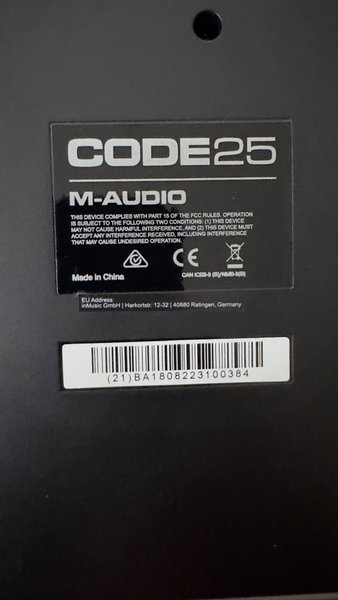 CODE25
M-AUDIO
THIS DEVICE COMPLIES WITH PART 15 OF THE FCC RULES. OPERATION
IS SUBJECT TO THE FOLLOWING TWO CONDITIONS: (1) THIS DEVICE
MAY NOT CAUSE HARMFUL INTERFERENCE, AND (2) THIS DEVICE MUST
ACCEPT ANY INTERFERENCE RECEIVED, INCLUDING INTERFERENCE
THAT MAY CAUSE UNDESIRED OPERATION.
CE
Made in China
CAN ICES-3 (B)/NMB-3(B)
EU Address:
inMusic GmbH | Harkortstr. 12-32 | 40880 Ratingen, Germany
(21)BA1808223100384